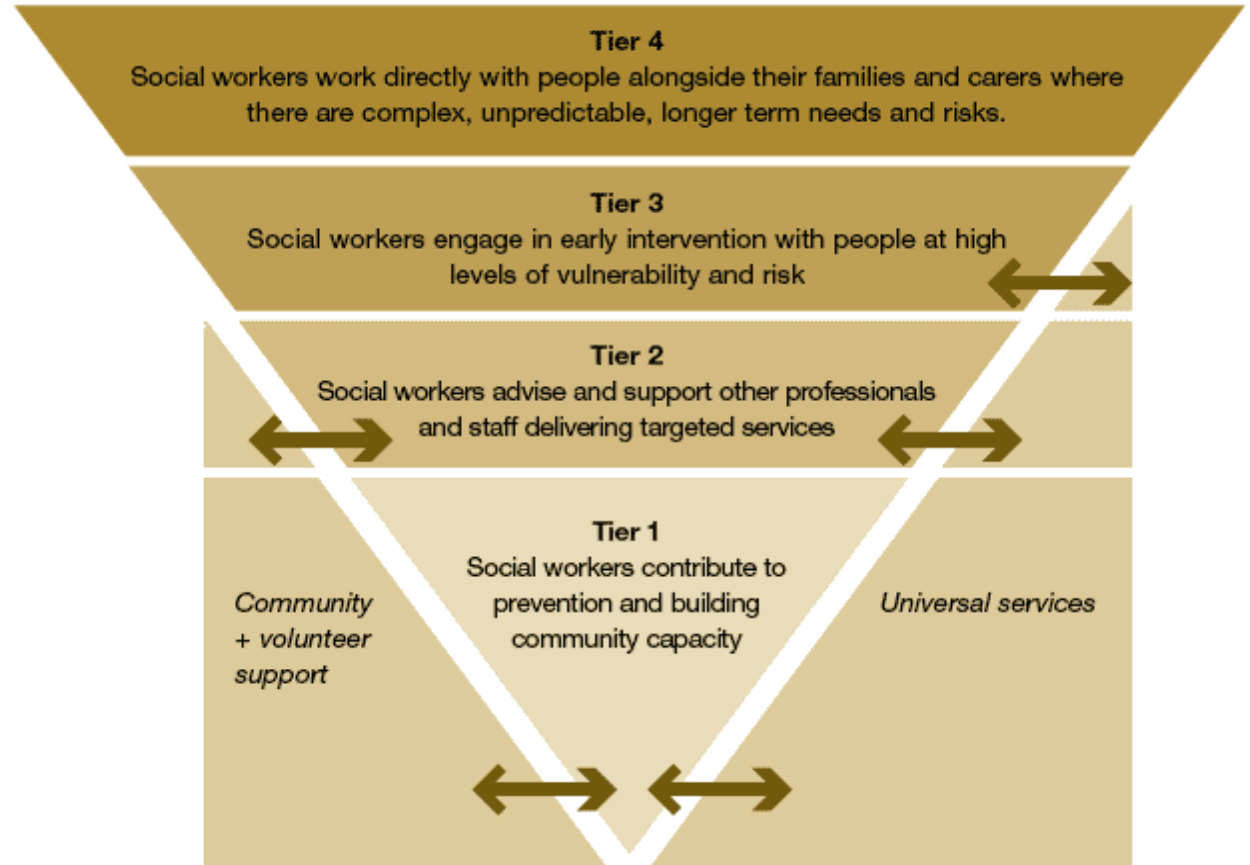 Tier 4
Social workers work directly with people alongside their families and carers where
there are complex, unpredictable, longer term needs and risks.
Tier 3
Social workers engage in early intervention with people at high
levels of vulnerability and risk
Tier 2
Social workers advise and support other professionals
and staff delivering targeted services
Tier 1
Social workers contribute to
prevention and building
community capacity
Community
+ volunteer
support
Universal services